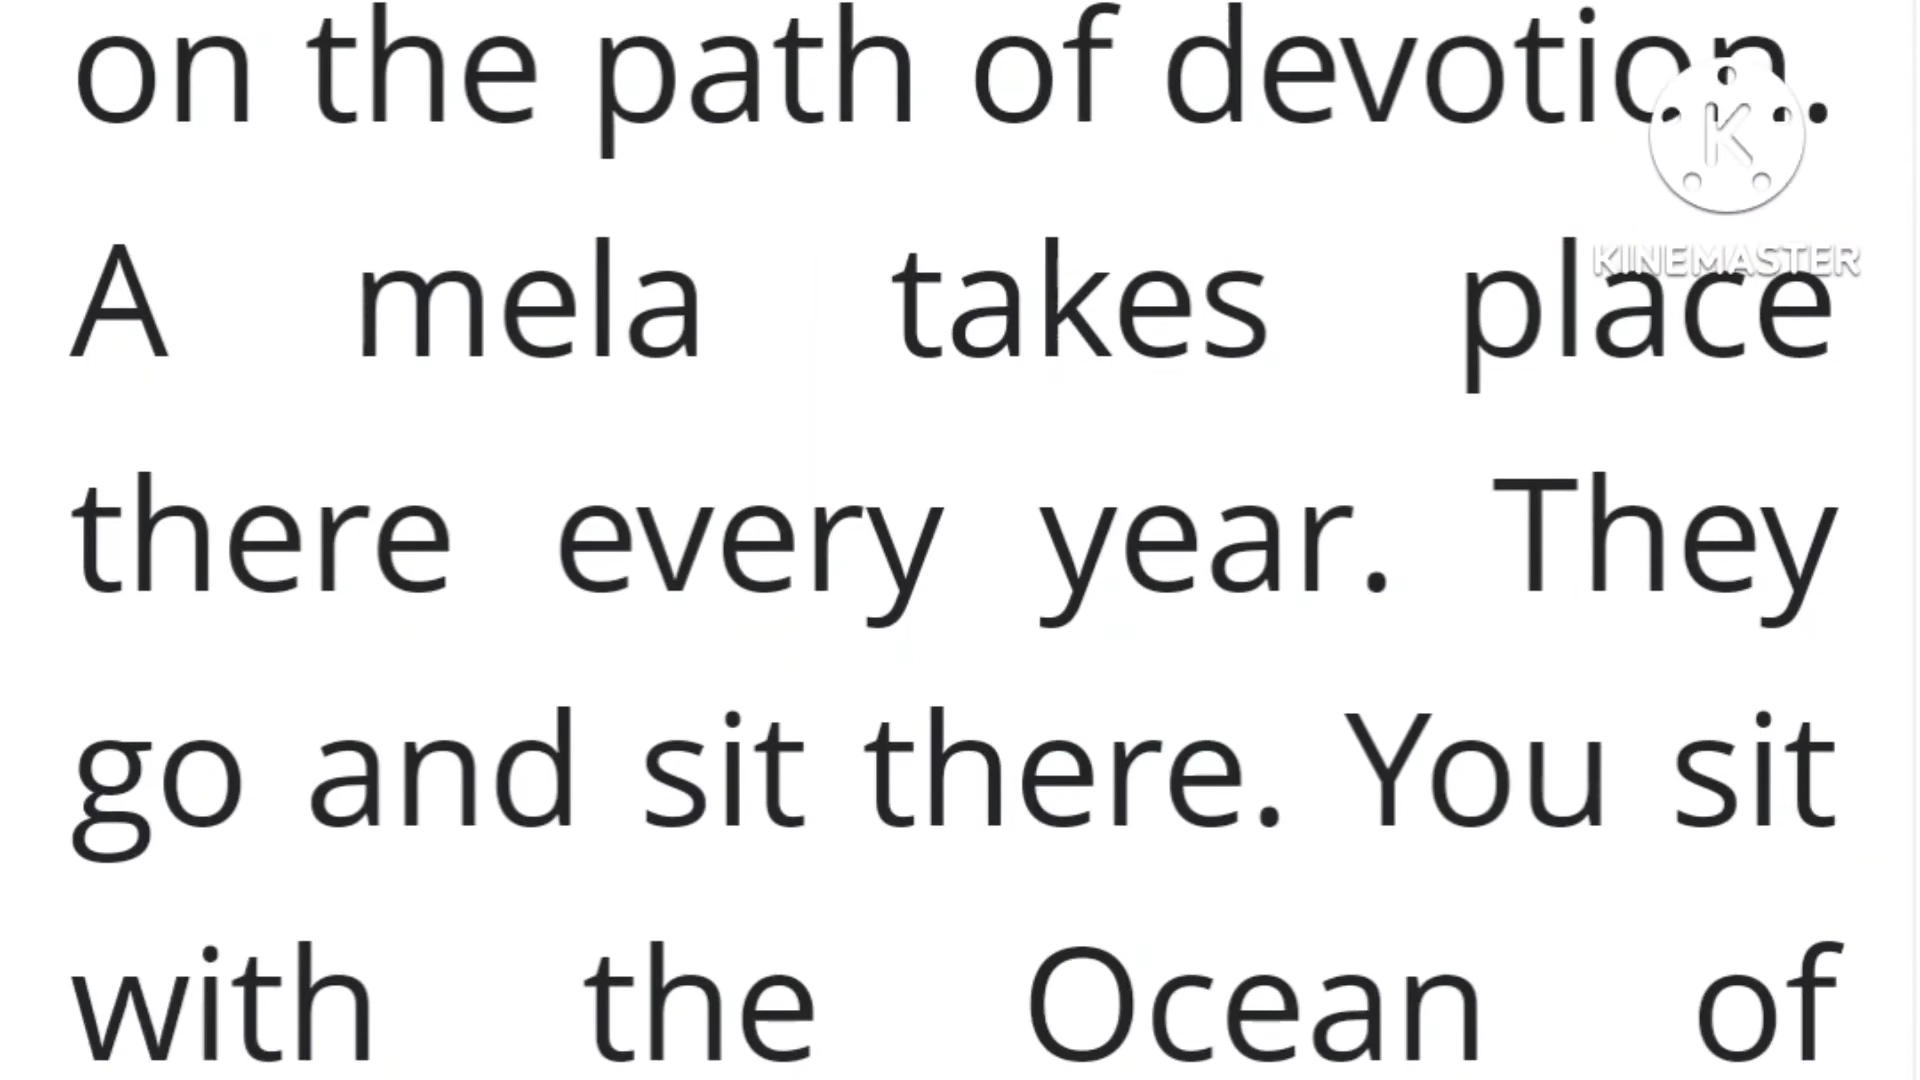 on the path of devotion.
K
KINEMASTER
A mela takes place
there every year. They
go and sit there. You sit
with the Ocean of